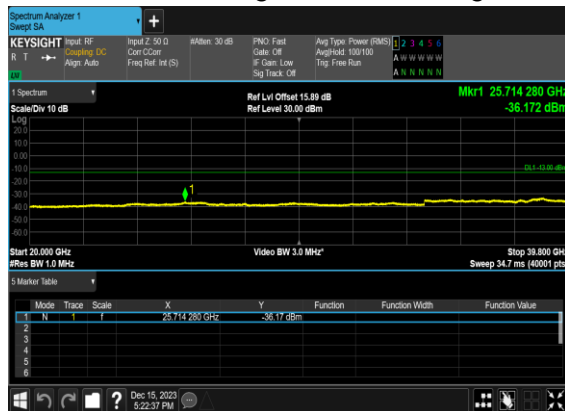 Spectrum Analyzer 1
Swept SA
KEYSIGHT Input: RF
R T Coupling: DC
Align: Auto
Input Z: 50 Ω
Corr CCorr
Freq Ref: Int (S)
#Atten: 30 dB
PNO: Fast
Gate: Off
IF Gain: Low
Sig Track: Off
Avg Type: Power (RMS)
Avg|Hold: 100/100
Trig: Free Run
1 2 3 4 5 6
A W W W W W
A N N N N N
LW
1 Spectrum
Scale/Div 10 dB
Ref Lvl Offset 15.89 dB
Ref Level 30.00 dBm
Mkr1 25.714 280 GHz
-36.172 dBm
Log
20.0
10.0
0.00
-10.0
-20.0
-30.0
-40.0
-50.0
-60.0
DL1 -13.00 dBm
1
Start 20.000 GHz
#Res BW 1.0 MHz
Video BW 3.0 MHz*
Stop 39.800 GHz
Sweep 34.7 ms (40001 pts)
5 Marker Table
Mode Trace Scale X Y Function Function Width Function Value
1 N 1 f 25.714 280 GHz -36.17 dBm
2
3
4
5
6
? Dec 15, 2023
5:22:37 PM